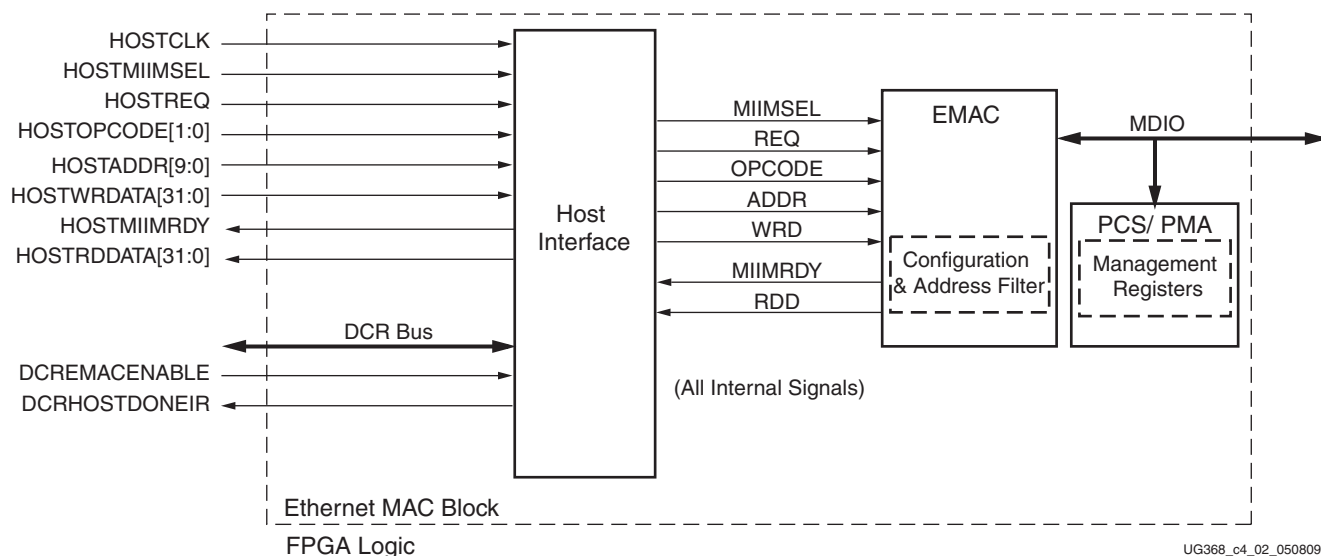 HOSTCLK
HOSTMIIMSEL
HOSTREQ
HOSTOPCODE[1:0]
HOSTADDR[9:0]
HOSTWRDATA[31:0]
HOSTMIIMRDY
HOSTRDDATA[31:0]
DCR Bus
DCREMACENABLE
DCRHOSTDONEIR
Host
Interface
MIIMSEL
REQ
OPCODE
ADDR
WRD
MIIMRDY
RDD
(All Internal Signals)
EMAC
Configuration
& Address Filter
MDIO
PCS/ PMA
Management
Registers
Ethernet MAC Block
FPGA Logic
UG368_c4_02_050809